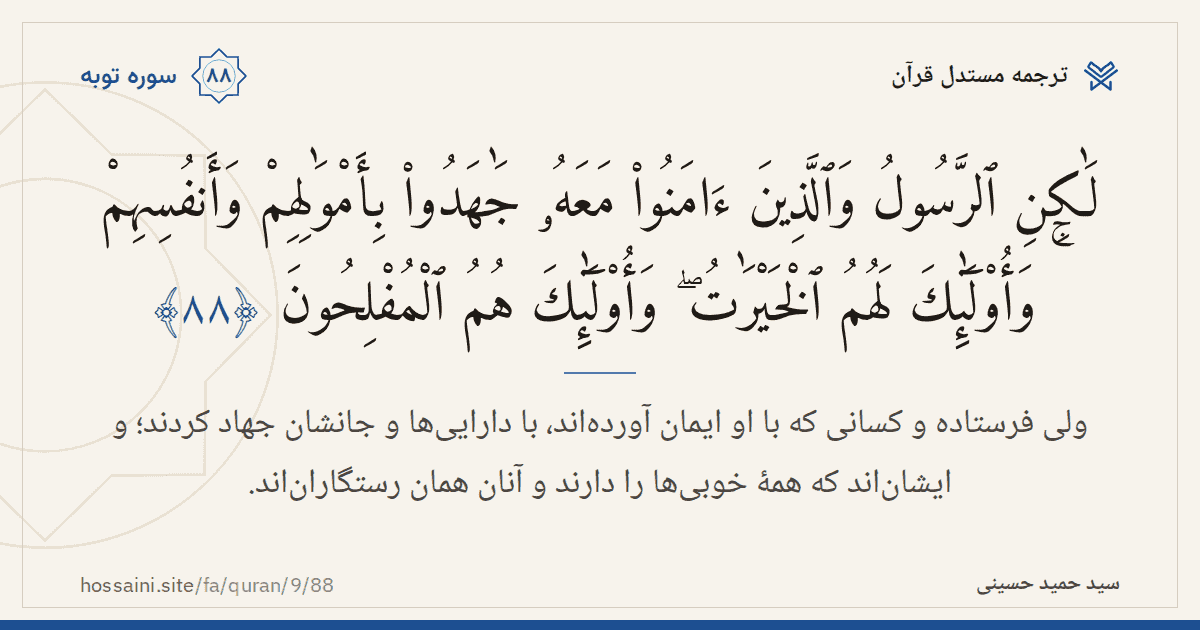 ترجمه مستدل قرآن
۸۸ سوره توبه
لَٰكِنِ ٱلرَّسُولُ وَٱلَّذِينَ ءَامَنُوا۟ مَعَهُۥ جَٰهَدُوا۟ بِأَمْوَٰلِهِمْ وَأَنفُسِهِمْ ۚ
وَأُو۟لَٰٓئِكَ لَهُمُ ٱلْخَيْرَٰتُ ۖ وَأُو۟لَٰٓئِكَ هُمُ ٱلْمُفْلِحُونَ ﴿۸۸﴾
ولی فرستاده و کسانی که با او ایمان آورده‌اند، با دارایی‌ها و جانشان جهاد کردند؛ و
ایشان‌اند که همهٔ خوبی‌ها را دارند و آنان همان رستگاران‌اند.
سید حمید حسینی
hossaini.site/fa/quran/9/88